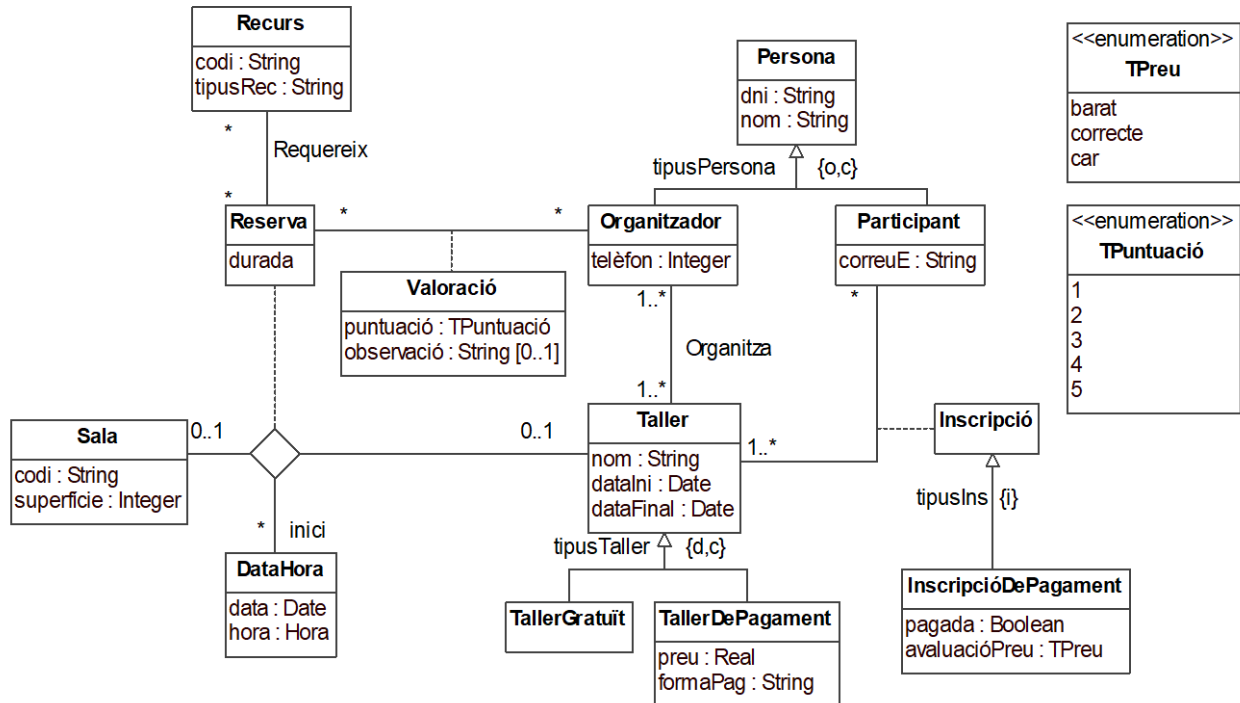 Recurs
codi : String
tipusRec : String
*
Requereix
*
Reserva
durada
*
*
Valoració
puntuació : TPuntuació
observació : String [0..1]
Persona
dni : String
nom : String
tipusPersona
{o,c}
Organitzador
telèfon : Integer
Participant
correuE : String
1..*
Organitza
1..*
*
1..*
<<enumeration>>
TPreu
barat
correcte
car
<<enumeration>>
TPuntuació
1
2
3
4
5
Sala
codi : String
superfície : Integer
0..1
0..1
* inici
DataHora
data : Date
hora : Hora
Taller
nom : String
dataIni : Date
dataFinal : Date
tipusTaller
{d,c}
TallerGratuït
TallerDePagament
preu : Real
formaPag : String
Inscripció
tipusIns {i}
InscripcióDePagament
pagada : Boolean
avaluacióPreu : TPreu